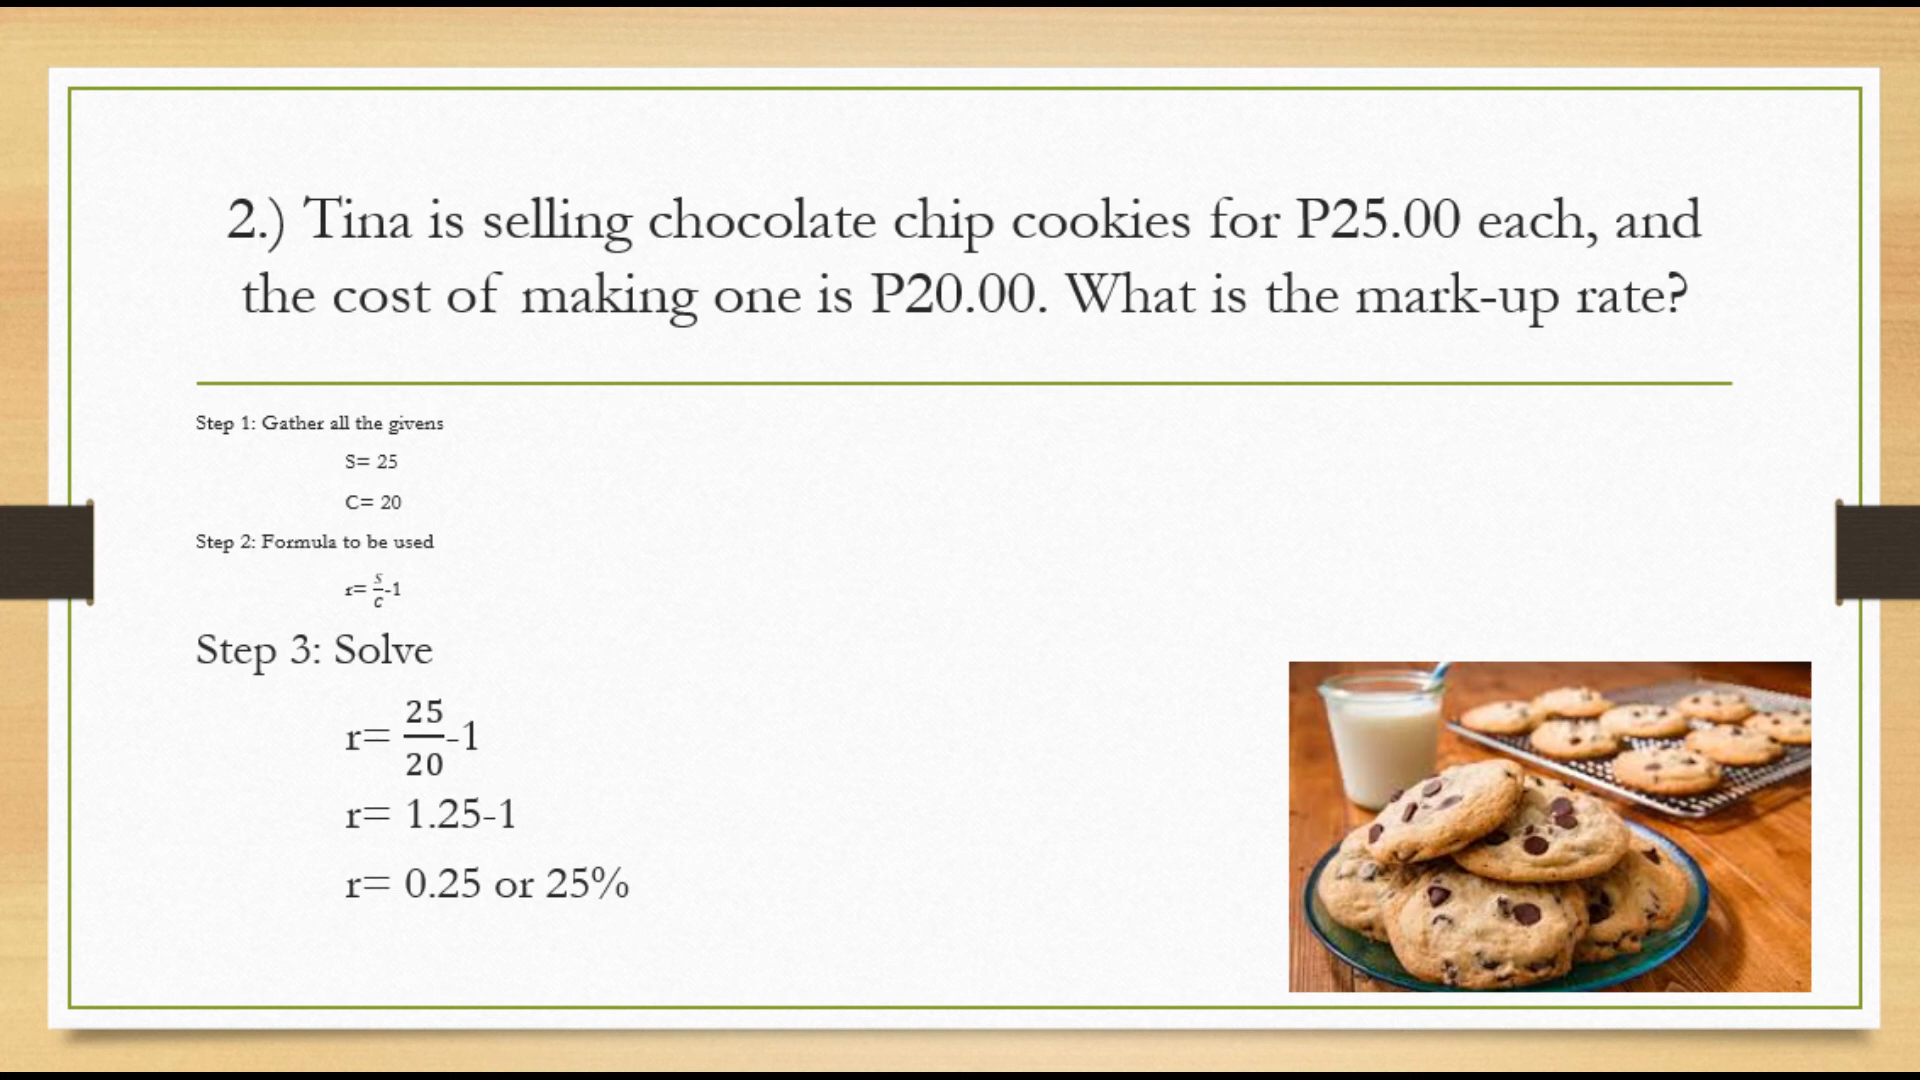 2.) Tina is selling chocolate chip cookies for P25.00 each, and
the cost of making one is P20.00. What is the mark-up rate?
Step 1: Gather all the givens
S= 25
C= 20
Step 2: Formula to be used
r= S/C-1
Step 3: Solve
r= 25/20-1
r= 1.25-1
r= 0.25 or 25%